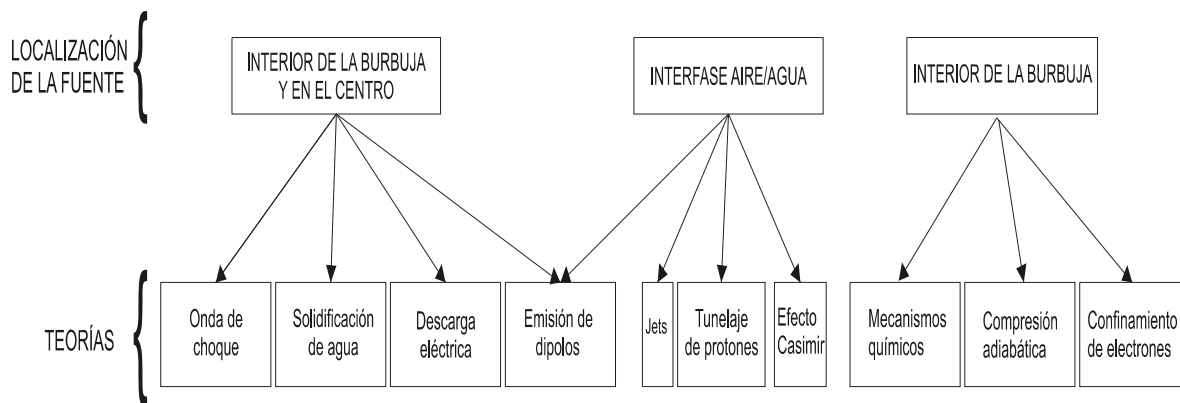 LOCALIZACIÓN
DE LA FUENTE
INTERIOR DE LA BURBUJA
Y EN EL CENTRO
INTERFASE AIRE/AGUA
INTERIOR DE LA BURBUJA
TEORÍAS
Onda de
choque
Solidificación
de agua
Descarga
eléctrica
Emisión de
dipolos
Jets
Tunelaje
de protones
Efecto
Casimir
Mecanismos
químicos
Compresión
adiabática
Confinamiento
de electrones